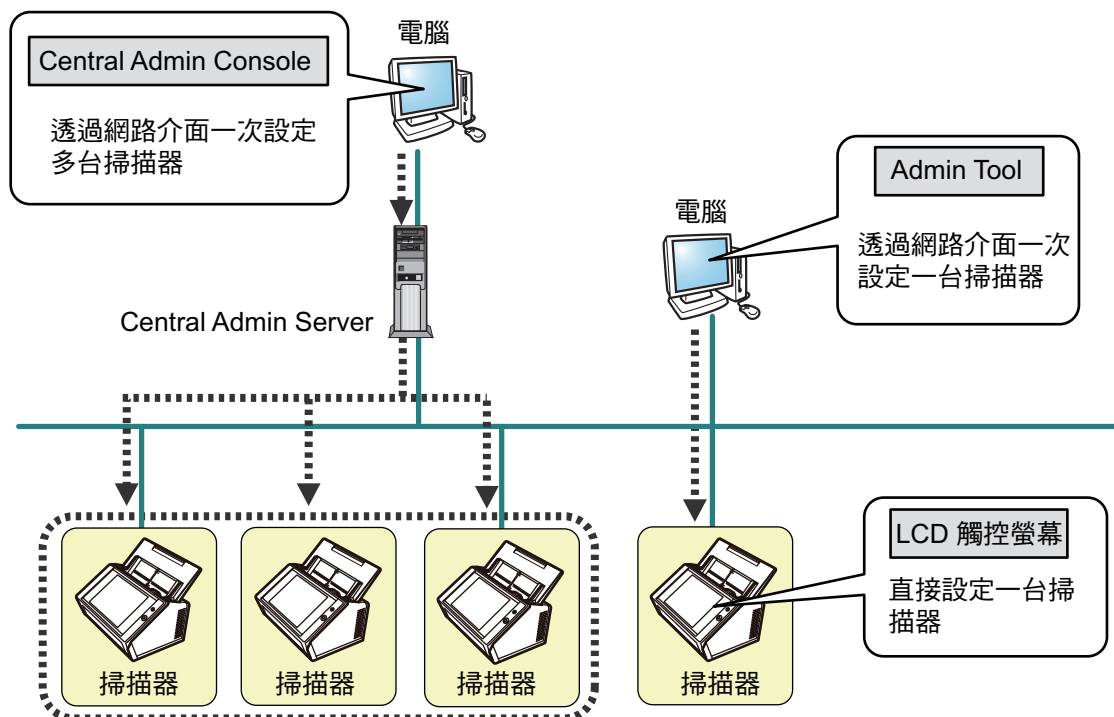 電腦
Central Admin Console
透過網路介面一次設定
多台掃描器
電腦
Admin Tool
透過網路介面一次
設定一台掃描器
Central Admin Server
LCD 觸控螢幕
直接設定一台掃
描器
掃描器
掃描器
掃描器
掃描器